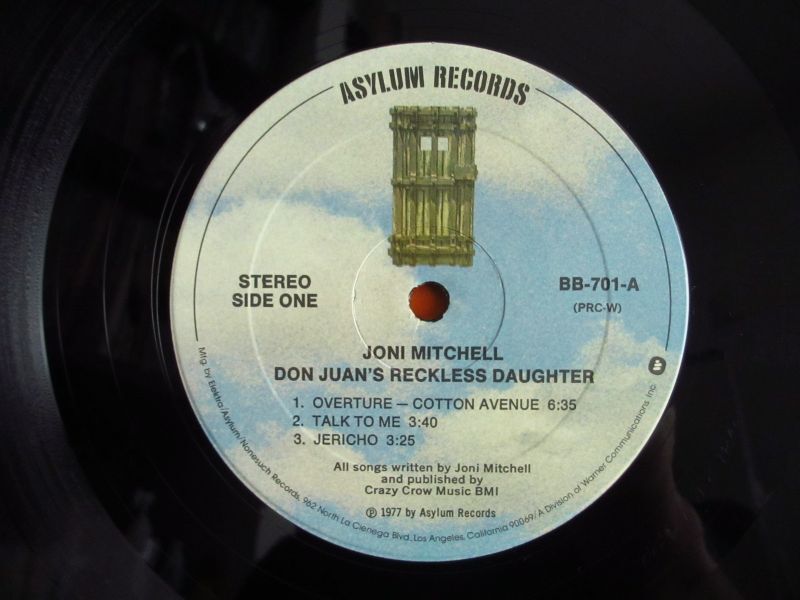 ASYLUM RECORDS
STEREO
SIDE ONE
BB-701-A
(PRC-W)
JONI MITCHELL
DON JUAN'S RECKLESS DAUGHTER
1. OVERTURE — COTTON AVENUE 6:35
2. TALK TO ME 3:40
3. JERICHO 3:25
All songs written by Joni Mitchell
and published by
Crazy Crow Music BMI
℗ 1977 by Asylum Records
Mfg. by Elektra/Asylum/Nonesuch Records, 962 North La Cienega Blvd., Los Angeles, California 90069/A Division of Warner Communications, Inc.